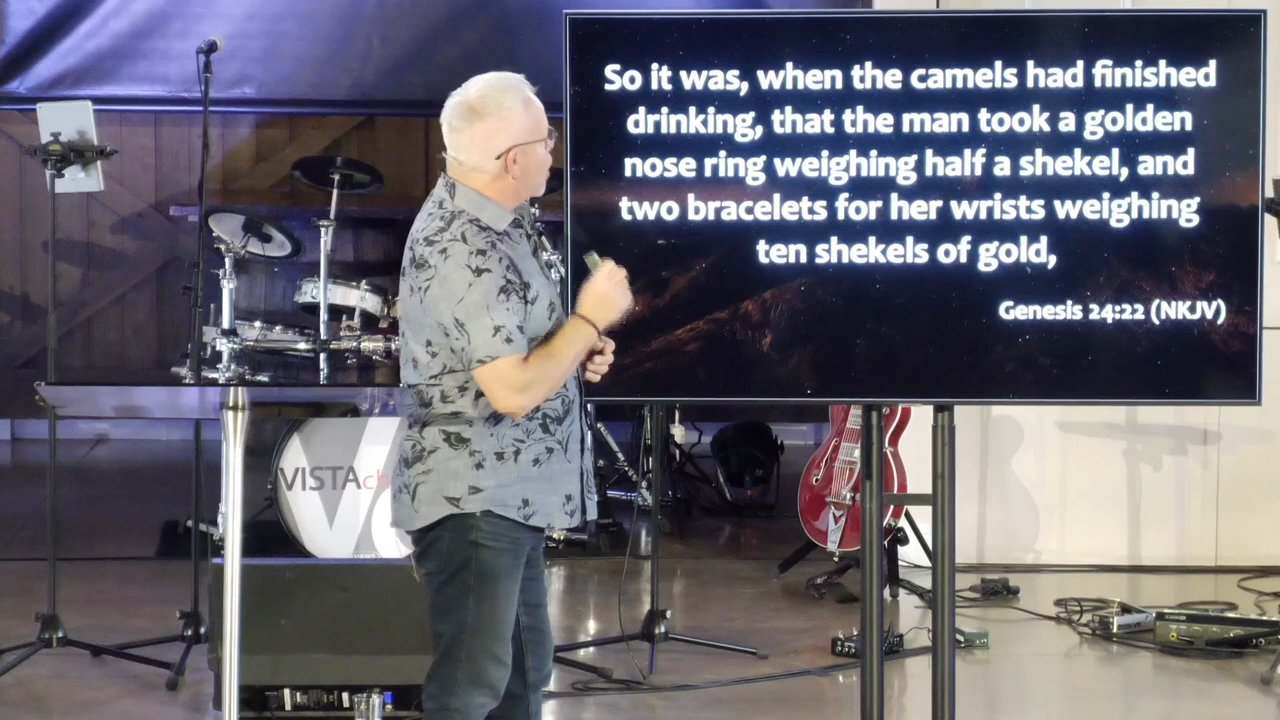 So it was, when the camels had finished
drinking, that the man took a golden
nose ring weighing half a shekel, and
two bracelets for her wrists weighing
ten shekels of gold,
Genesis 24:22 (NKJV)
VISTAch